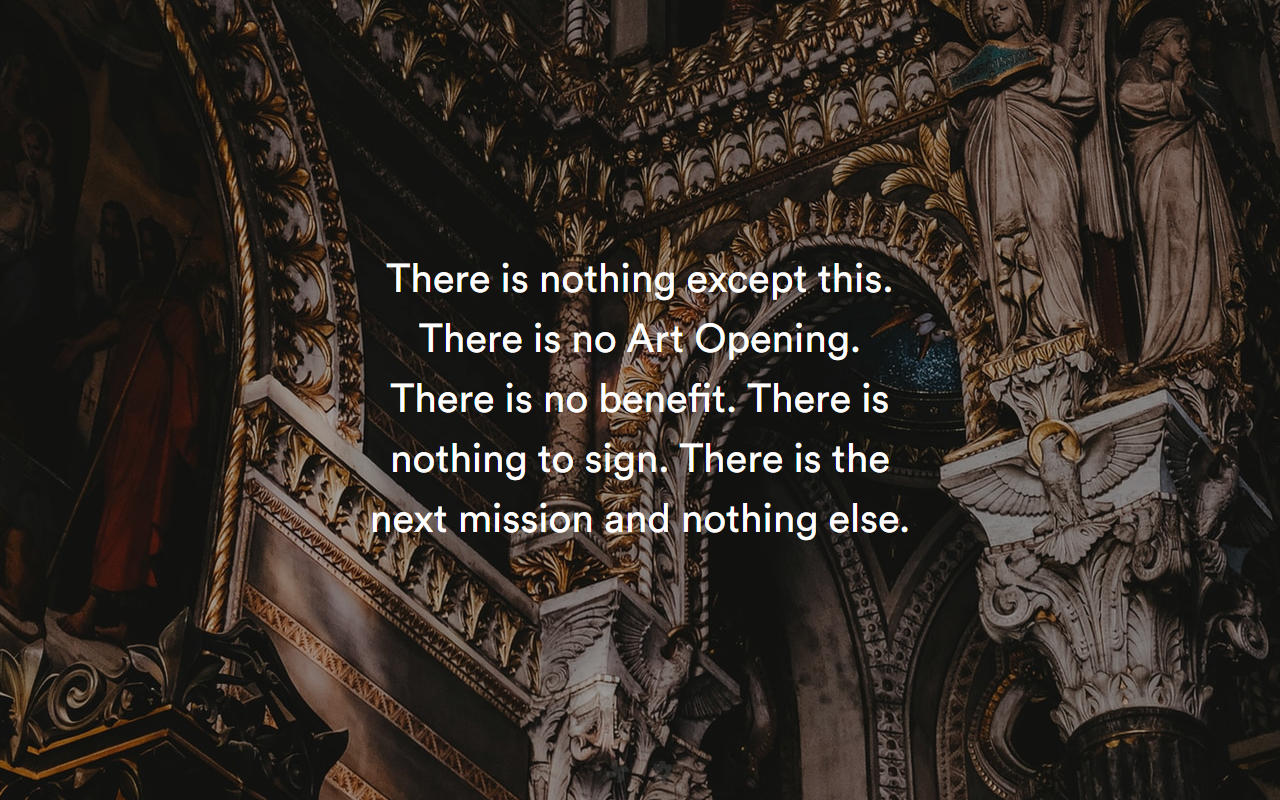 There is nothing except this.
There is no Art Opening.
There is no benefit. There is
nothing to sign. There is the
next mission and nothing else.